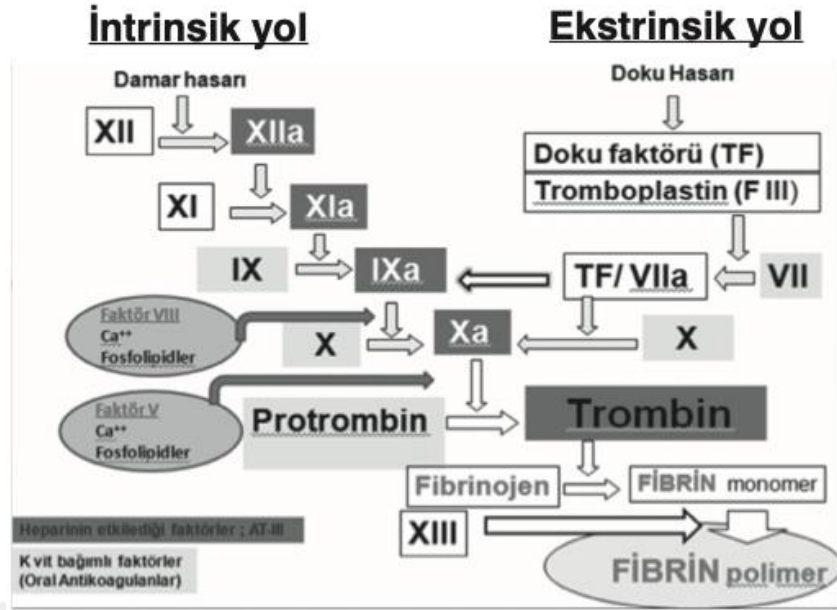 İntrinsik yol
Ekstrinsik yol
Damar hasarı
Doku Hasarı
XII
XIIa
Doku faktörü (TF)
Tromboplastin (F III)
XI
XIa
IX
IXa
TF/ VIIa
VII
Faktör VIII
Ca++
Fosfolipidler
X
Xa
X
Faktör V
Ca++
Fosfolipidler
Protrombin
Trombin
Fibrinojen
FİBRİN monomer
XIII
Heparinin etkilediği faktörler ; AT-III
K vit bağımlı faktörler
(Oral Antikoagulanlar)
FİBRİN polimer